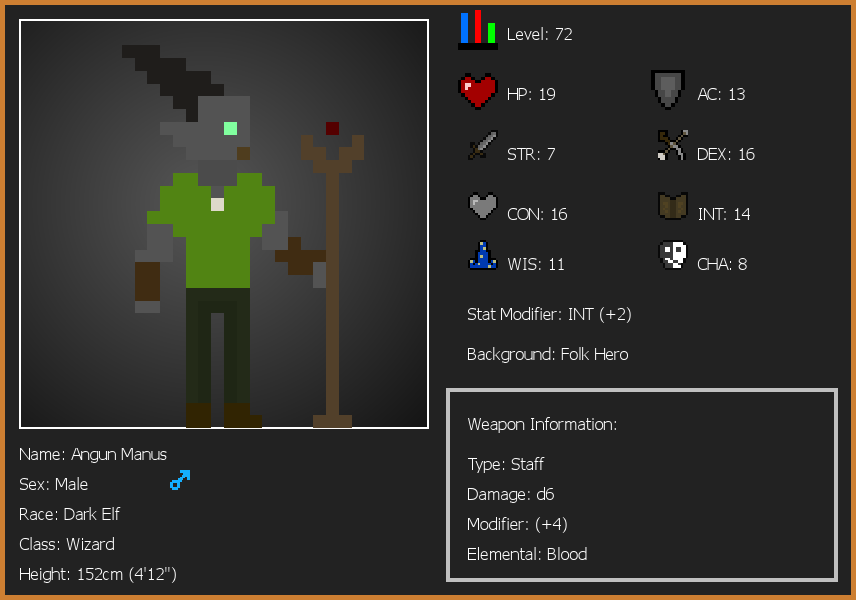 Level: 72
HP: 19
AC: 13
STR: 7
DEX: 16
CON: 16
INT: 14
WIS: 11
CHA: 8
Stat Modifier: INT (+2)
Background: Folk Hero
Weapon Information:
Type: Staff
Damage: d6
Modifier: (+4)
Elemental: Blood
Name: Angun Manus
Sex: Male
Race: Dark Elf
Class: Wizard
Height: 152cm (4'12")